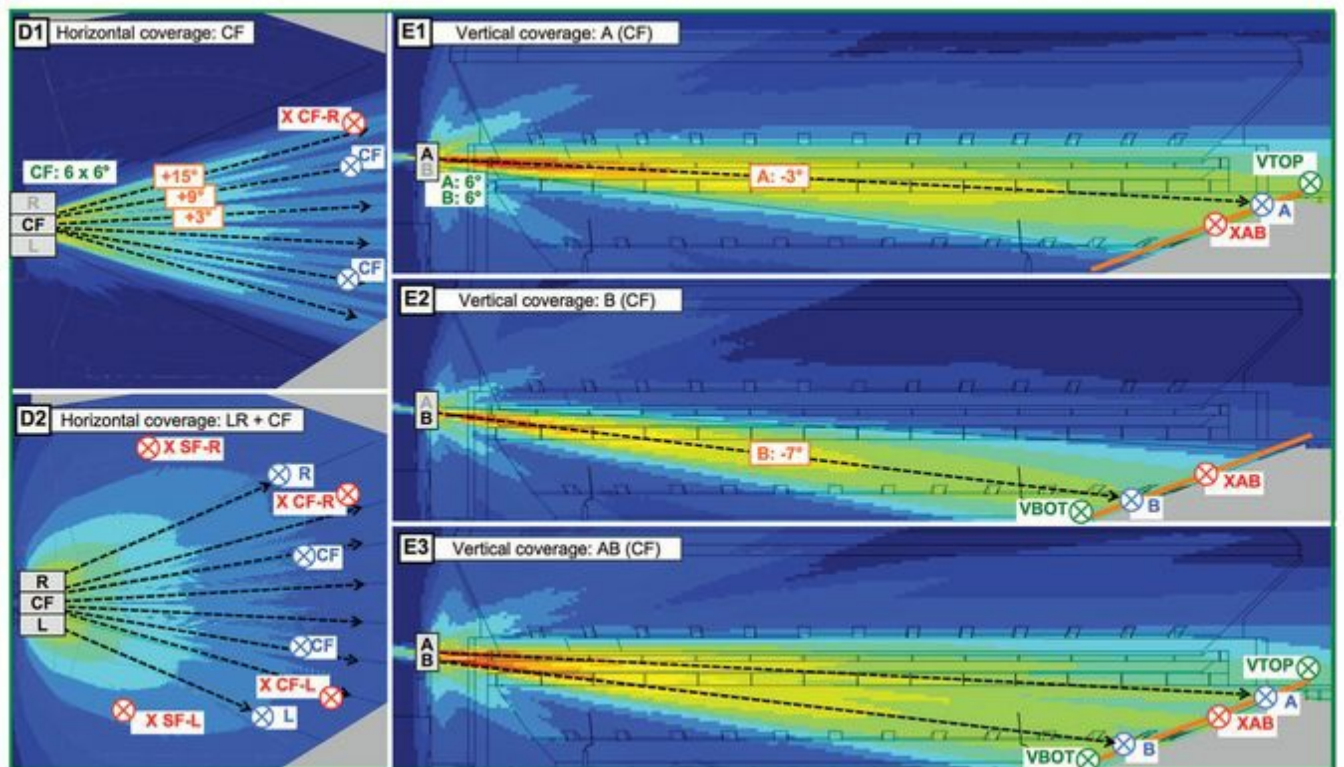 D1 Horizontal coverage: CF
X CF-R
CF
CF: 6 x 6°
+15°
+9°
+3°
R
CF
L
CF
D2 Horizontal coverage: LR + CF
X SF-R
R
X CF-R
CF
R
CF
L
CF
X CF-L
X SF-L
L
E1 Vertical coverage: A (CF)
A
B
A: 6°
B: 6°
A: -3°
VTOP
A
XAB
E2 Vertical coverage: B (CF)
A
B
B: -7°
XAB
VBOT
B
E3 Vertical coverage: AB (CF)
A
B
VTOP
A
XAB
B
VBOT